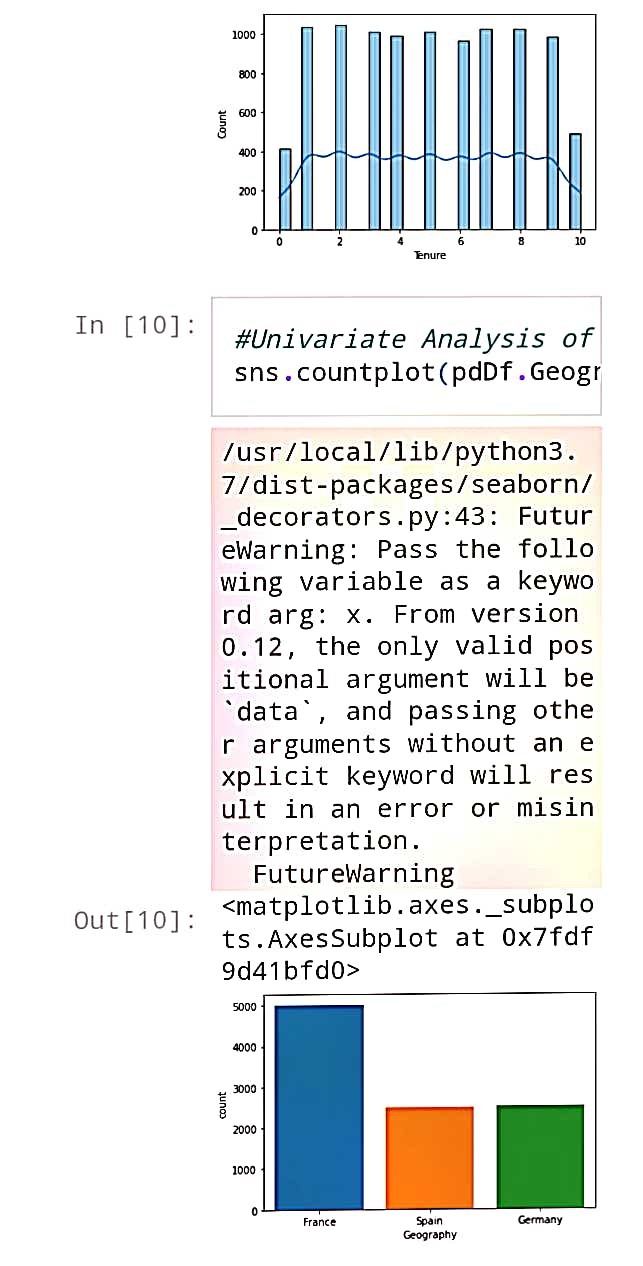 1000
800
600
400
200
0
Count
0 2 4 6 8 10
Tenure
In [10]:
#Univariate Analysis of
sns.countplot(pdDf.Geogr
/usr/local/lib/python3.
7/dist-packages/seaborn/
_decorators.py:43: Futur
eWarning: Pass the follo
wing variable as a keywo
rd arg: x. From version
0.12, the only valid pos
itional argument will be
`data`, and passing othe
r arguments without an e
xplicit keyword will res
ult in an error or misin
terpretation.
FutureWarning
Out[10]:
<matplotlib.axes._subplo
ts.AxesSubplot at 0x7fdf
9d41bfd0>
5000
4000
3000
2000
1000
0
count
France Spain Germany
Geography